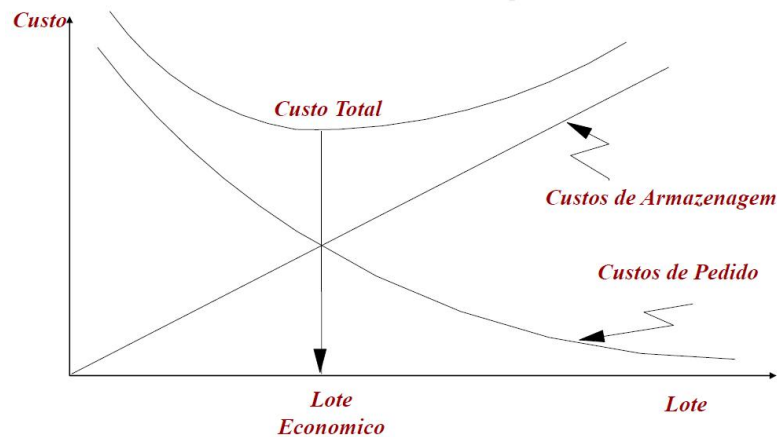 Custo
Custo Total
Custos de Armazenagem
Custos de Pedido
Lote
Economico
Lote